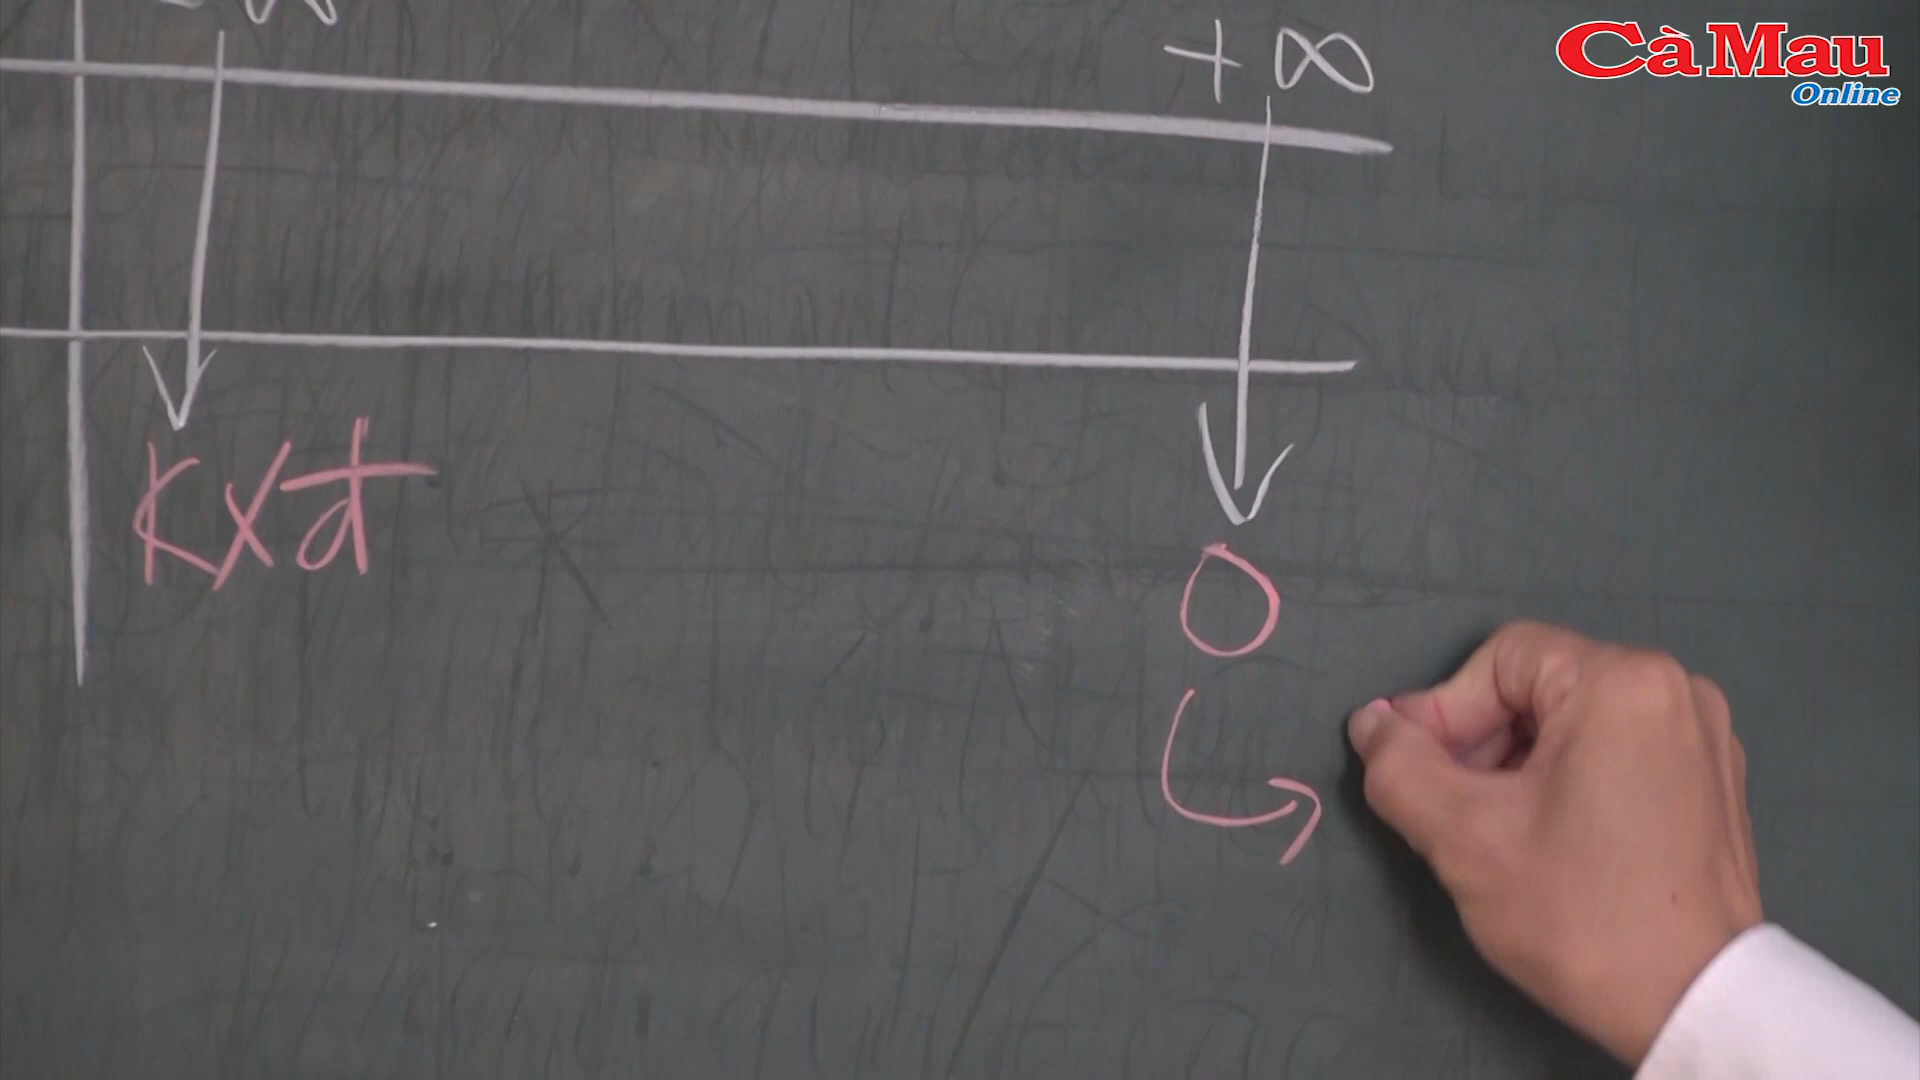 Cà Mau
Online
-∞ +∞
Kxđ
0